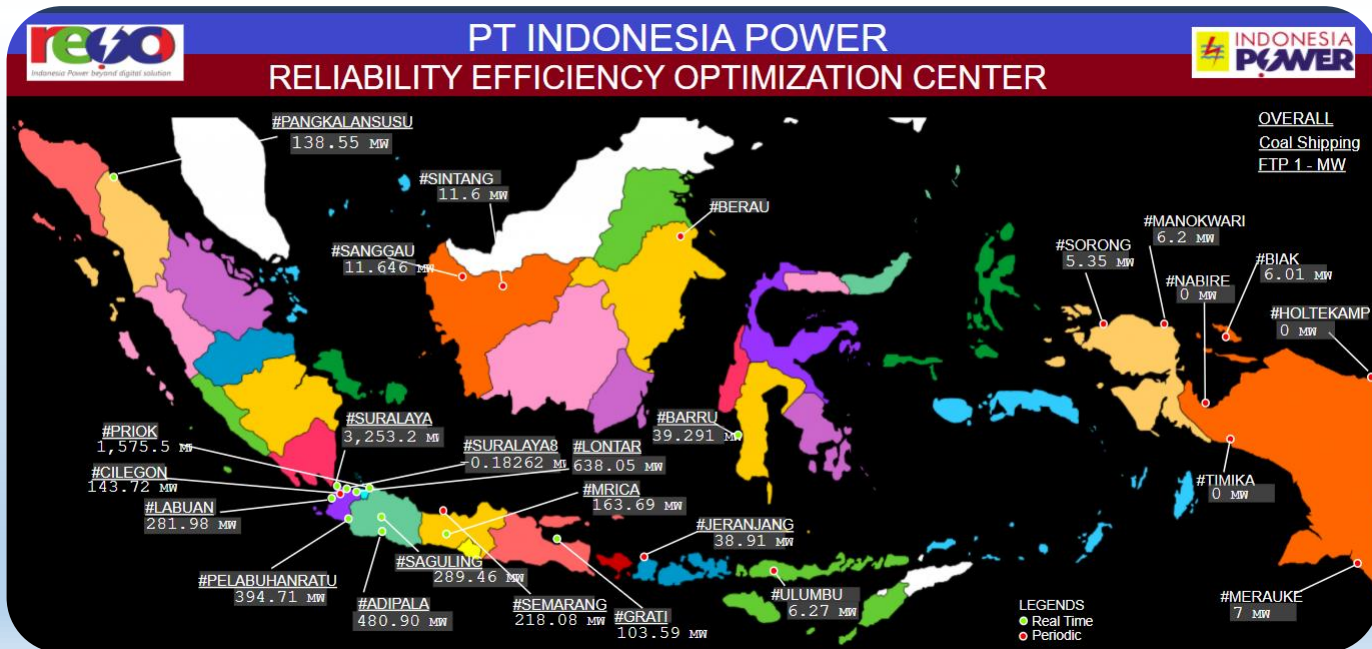 reoc
Indonesia Power beyond digital solution
PT INDONESIA POWER
RELIABILITY EFFICIENCY OPTIMIZATION CENTER
INDONESIA
POWER
OVERALL
Coal Shipping
FTP 1 - MW
#PANGKALANSUSU
138.55 MW
#SINTANG
11.6 MW
#SANGGAU
11.646 MW
#BERAU
#MANOKWARI
6.2 MW
#SORONG
5.35 MW
#BIAK
6.01 MW
#NABIRE
0 MW
#HOLTEKAMP
0 MW
#SURALAYA
3,253.2 MW
#PRIOK
1,575.5 MW
#SURALAYA8
-0.18262 MW
#LONTAR
638.05 MW
#BARRU
39.291 MW
#CILEGON
143.72 MW
#LABUAN
281.98 MW
#MRICA
163.69 MW
#TIMIKA
0 MW
#JERANJANG
38.91 MW
#PELABUHANRATU
394.71 MW
#SAGULING
289.46 MW
#ADIPALA
480.90 MW
#SEMARANG
218.08 MW
#GRATI
103.59 MW
#ULUMBU
6.27 MW
#MERAUKE
7 MW
LEGENDS
Real Time
Periodic